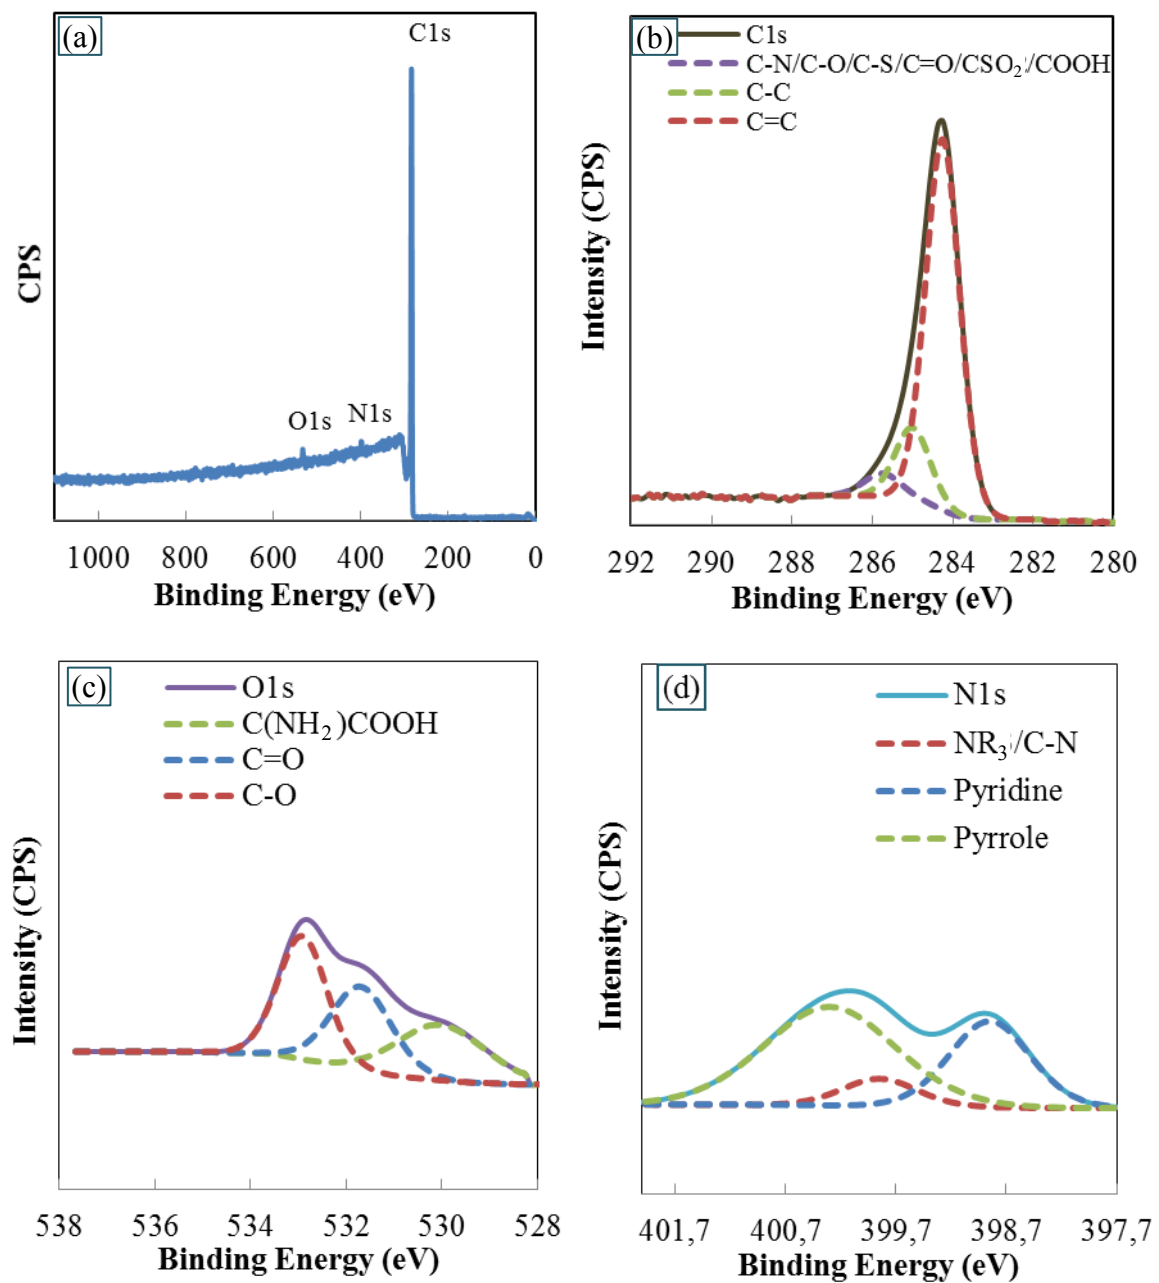 (a)
C1s
O1s
N1s
CPS
1000 800 600 400 200 0
Binding Energy (eV)
(b)
C1s
C-N/C-O/C-S/C=O/CSO2/COOH
C-C
C=C
Intensity (CPS)
292 290 288 286 284 282 280
Binding Energy (eV)
(c)
O1s
C(NH2)COOH
C=O
C-O
Intensity (CPS)
538 536 534 532 530 528
Binding Energy (eV)
(d)
N1s
NR3/C-N
Pyridine
Pyrrole
Intensity (CPS)
401,7 400,7 399,7 398,7 397,7
Binding Energy (eV)